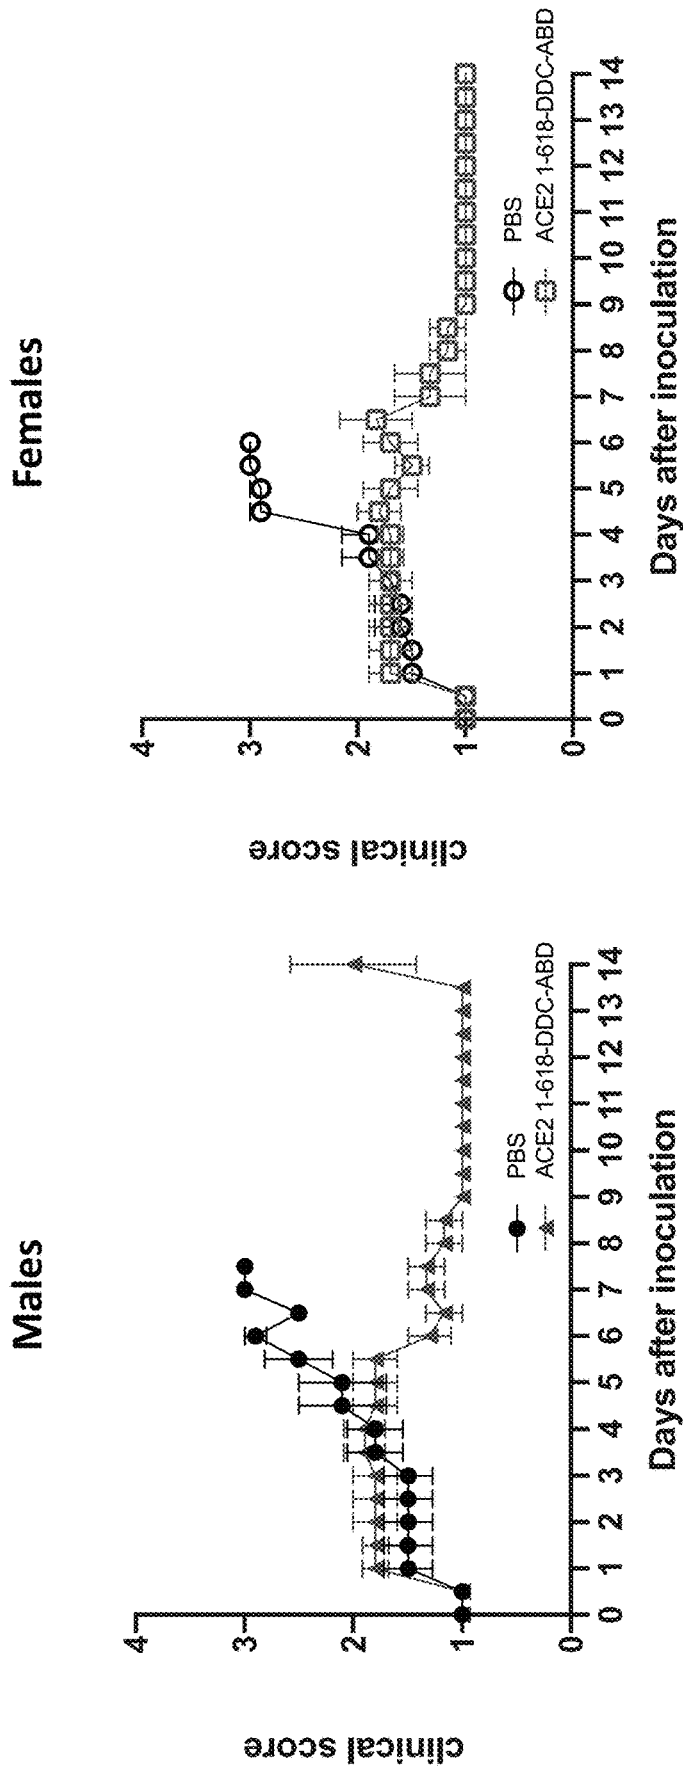 Males
clinical score
4
3
2
1
0
PBS
ACE2 1-618-DDC-ABD
0 1 2 3 4 5 6 7 8 9 10 11 12 13 14
Days after inoculation
Females
clinical score
4
3
2
1
0
PBS
ACE2 1-618-DDC-ABD
0 1 2 3 4 5 6 7 8 9 10 11 12 13 14
Days after inoculation